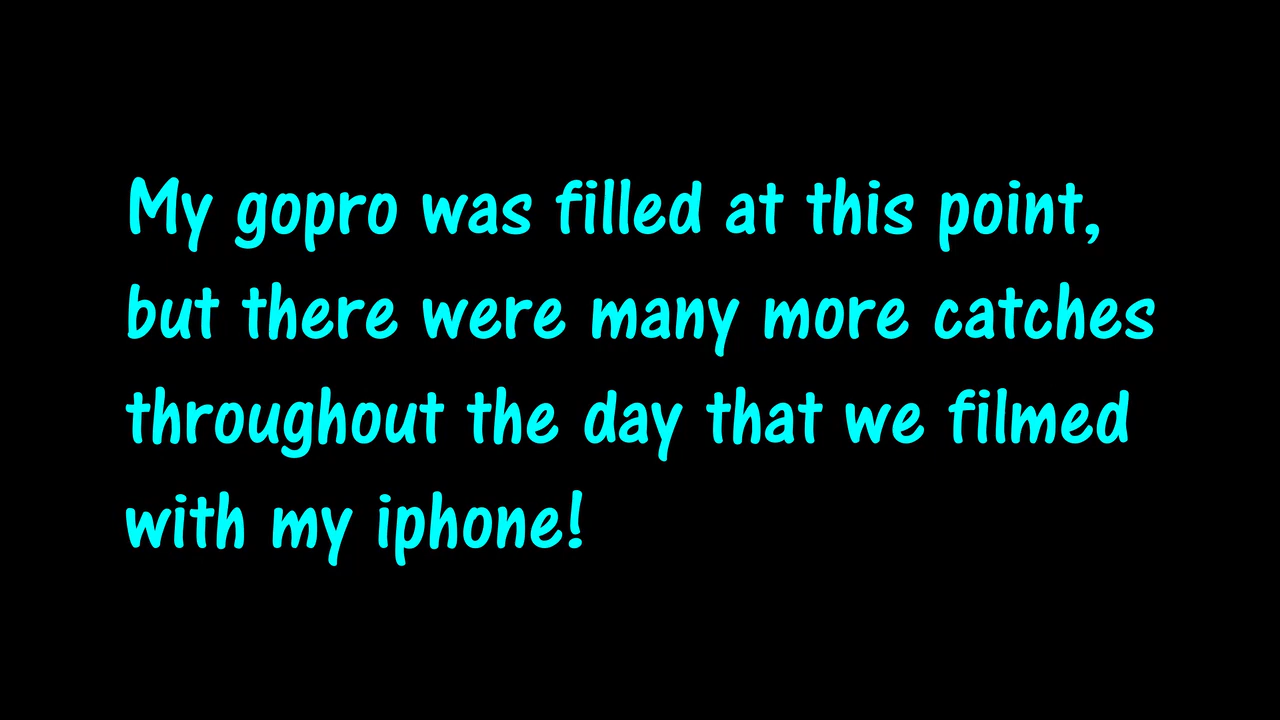 My gopro was filled at this point,
but there were many more catches
throughout the day that we filmed
with my iphone!